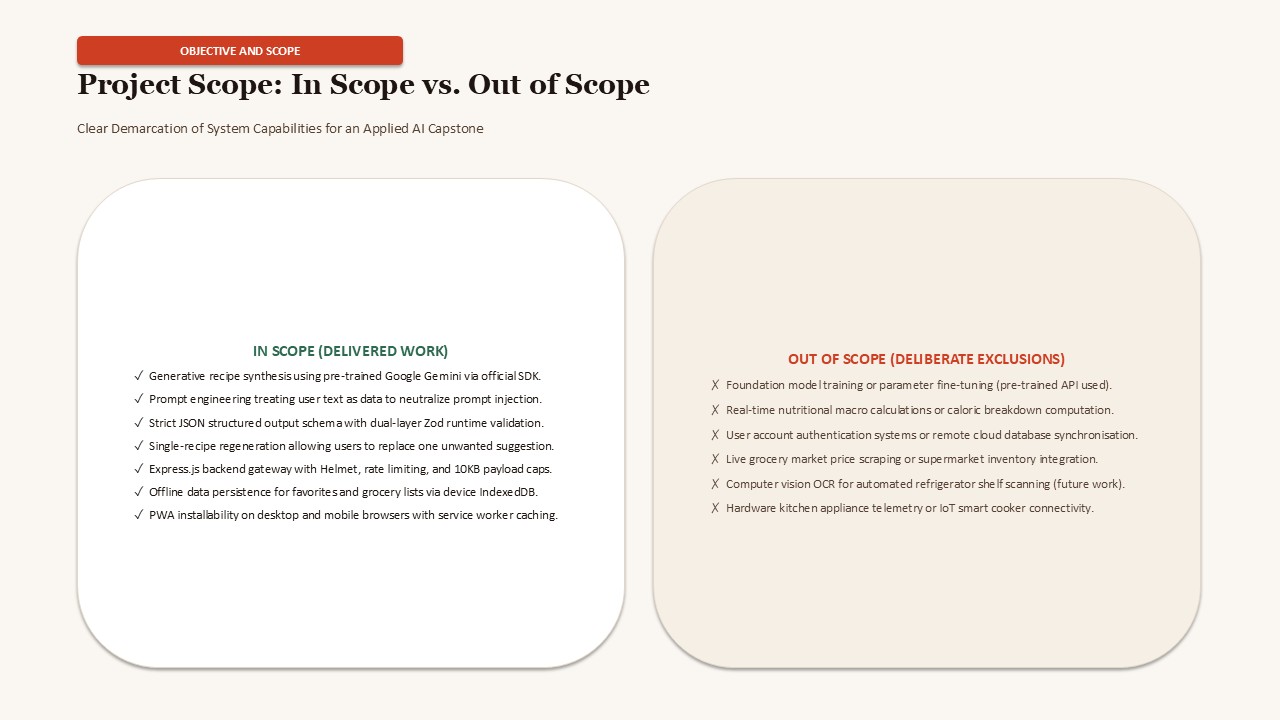 OBJECTIVE AND SCOPE
Project Scope: In Scope vs. Out of Scope
Clear Demarcation of System Capabilities for an Applied AI Capstone
IN SCOPE (DELIVERED WORK)
✓ Generative recipe synthesis using pre-trained Google Gemini via official SDK.
✓ Prompt engineering treating user text as data to neutralize prompt injection.
✓ Strict JSON structured output schema with dual-layer Zod runtime validation.
✓ Single-recipe regeneration allowing users to replace one unwanted suggestion.
✓ Express.js backend gateway with Helmet, rate limiting, and 10KB payload caps.
✓ Offline data persistence for favorites and grocery lists via device IndexedDB.
✓ PWA installability on desktop and mobile browsers with service worker caching.
OUT OF SCOPE (DELIBERATE EXCLUSIONS)
✗ Foundation model training or parameter fine-tuning (pre-trained API used).
✗ Real-time nutritional macro calculations or caloric breakdown computation.
✗ User account authentication systems or remote cloud database synchronisation.
✗ Live grocery market price scraping or supermarket inventory integration.
✗ Computer vision OCR for automated refrigerator shelf scanning (future work).
✗ Hardware kitchen appliance telemetry or IoT smart cooker connectivity.